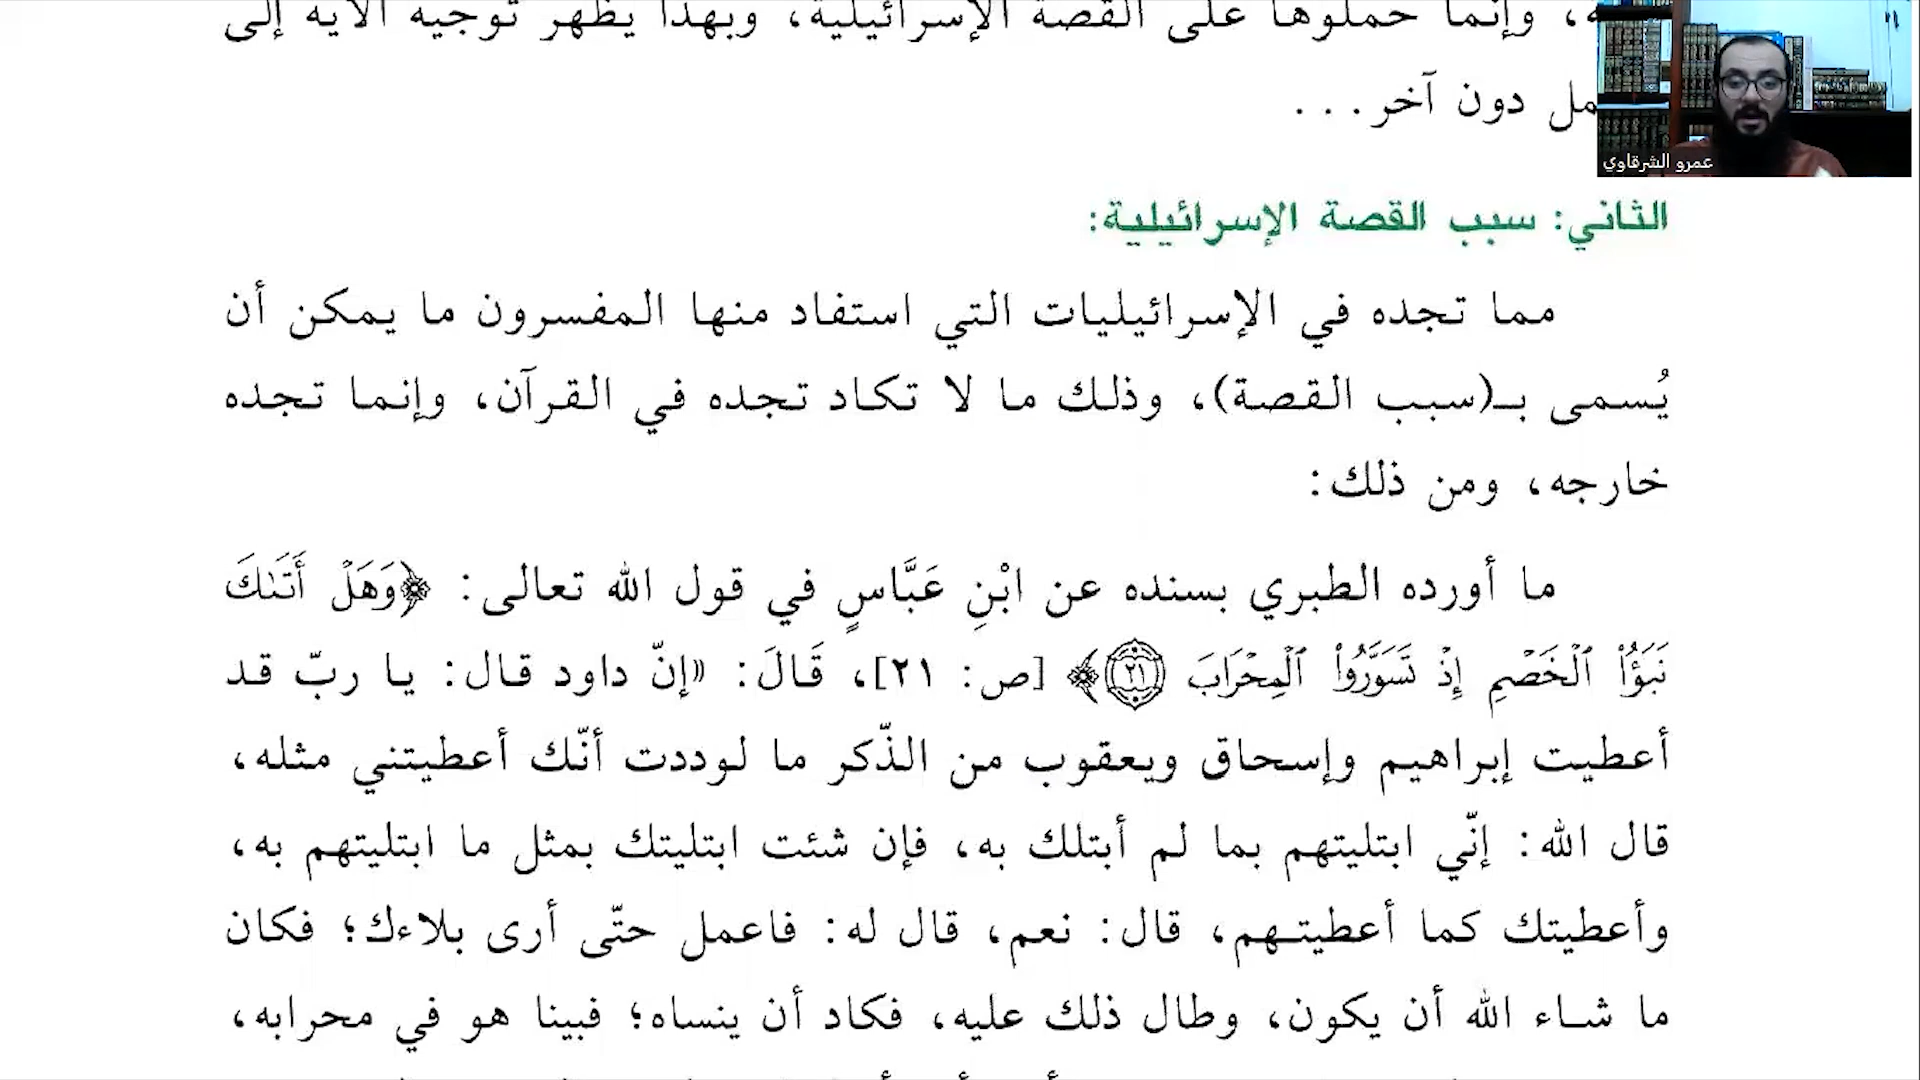 وإنما حملوها على القصة الإسرائيلية، وبهذا يظهر توجيه الآية إلى
دون آخر...
عمرو الشرقاوي
الثاني: سبب القصة الإسرائيلية:
مما تجده في الإسرائيليات التي استفاد منها المفسرون ما يمكن أن
يُسمى بـ(سبب القصة)، وذلك ما لا تكاد تجده في القرآن، وإنما تجده
خارجه، ومن ذلك:
ما أورده الطبري بسنده عن ابْنِ عَبَّاسٍ في قول الله تعالى: ﴿وَهَلْ أَتَىٰكَ
نَبَؤُا۟ ٱلْخَصْمِ إِذْ تَسَوَّرُوا۟ ٱلْمِحْرَابَ ٢١﴾ [ص: ٢١]، قَالَ: «إنّ داود قال: يا ربّ قد
أعطيت إبراهيم وإسحاق ويعقوب من الذّكر ما لوددت أنّك أعطيتني مثله،
قال الله: إنّي ابتليتهم بما لم أبتلك به، فإن شئت ابتليتك بمثل ما ابتليتهم به،
وأعطيتك كما أعطيتهم، قال: نعم، قال له: فاعمل حتّى أرى بلاءك؛ فكان
ما شاء الله أن يكون، وطال ذلك عليه، فكاد أن ينساه؛ فبينا هو في محرابه،